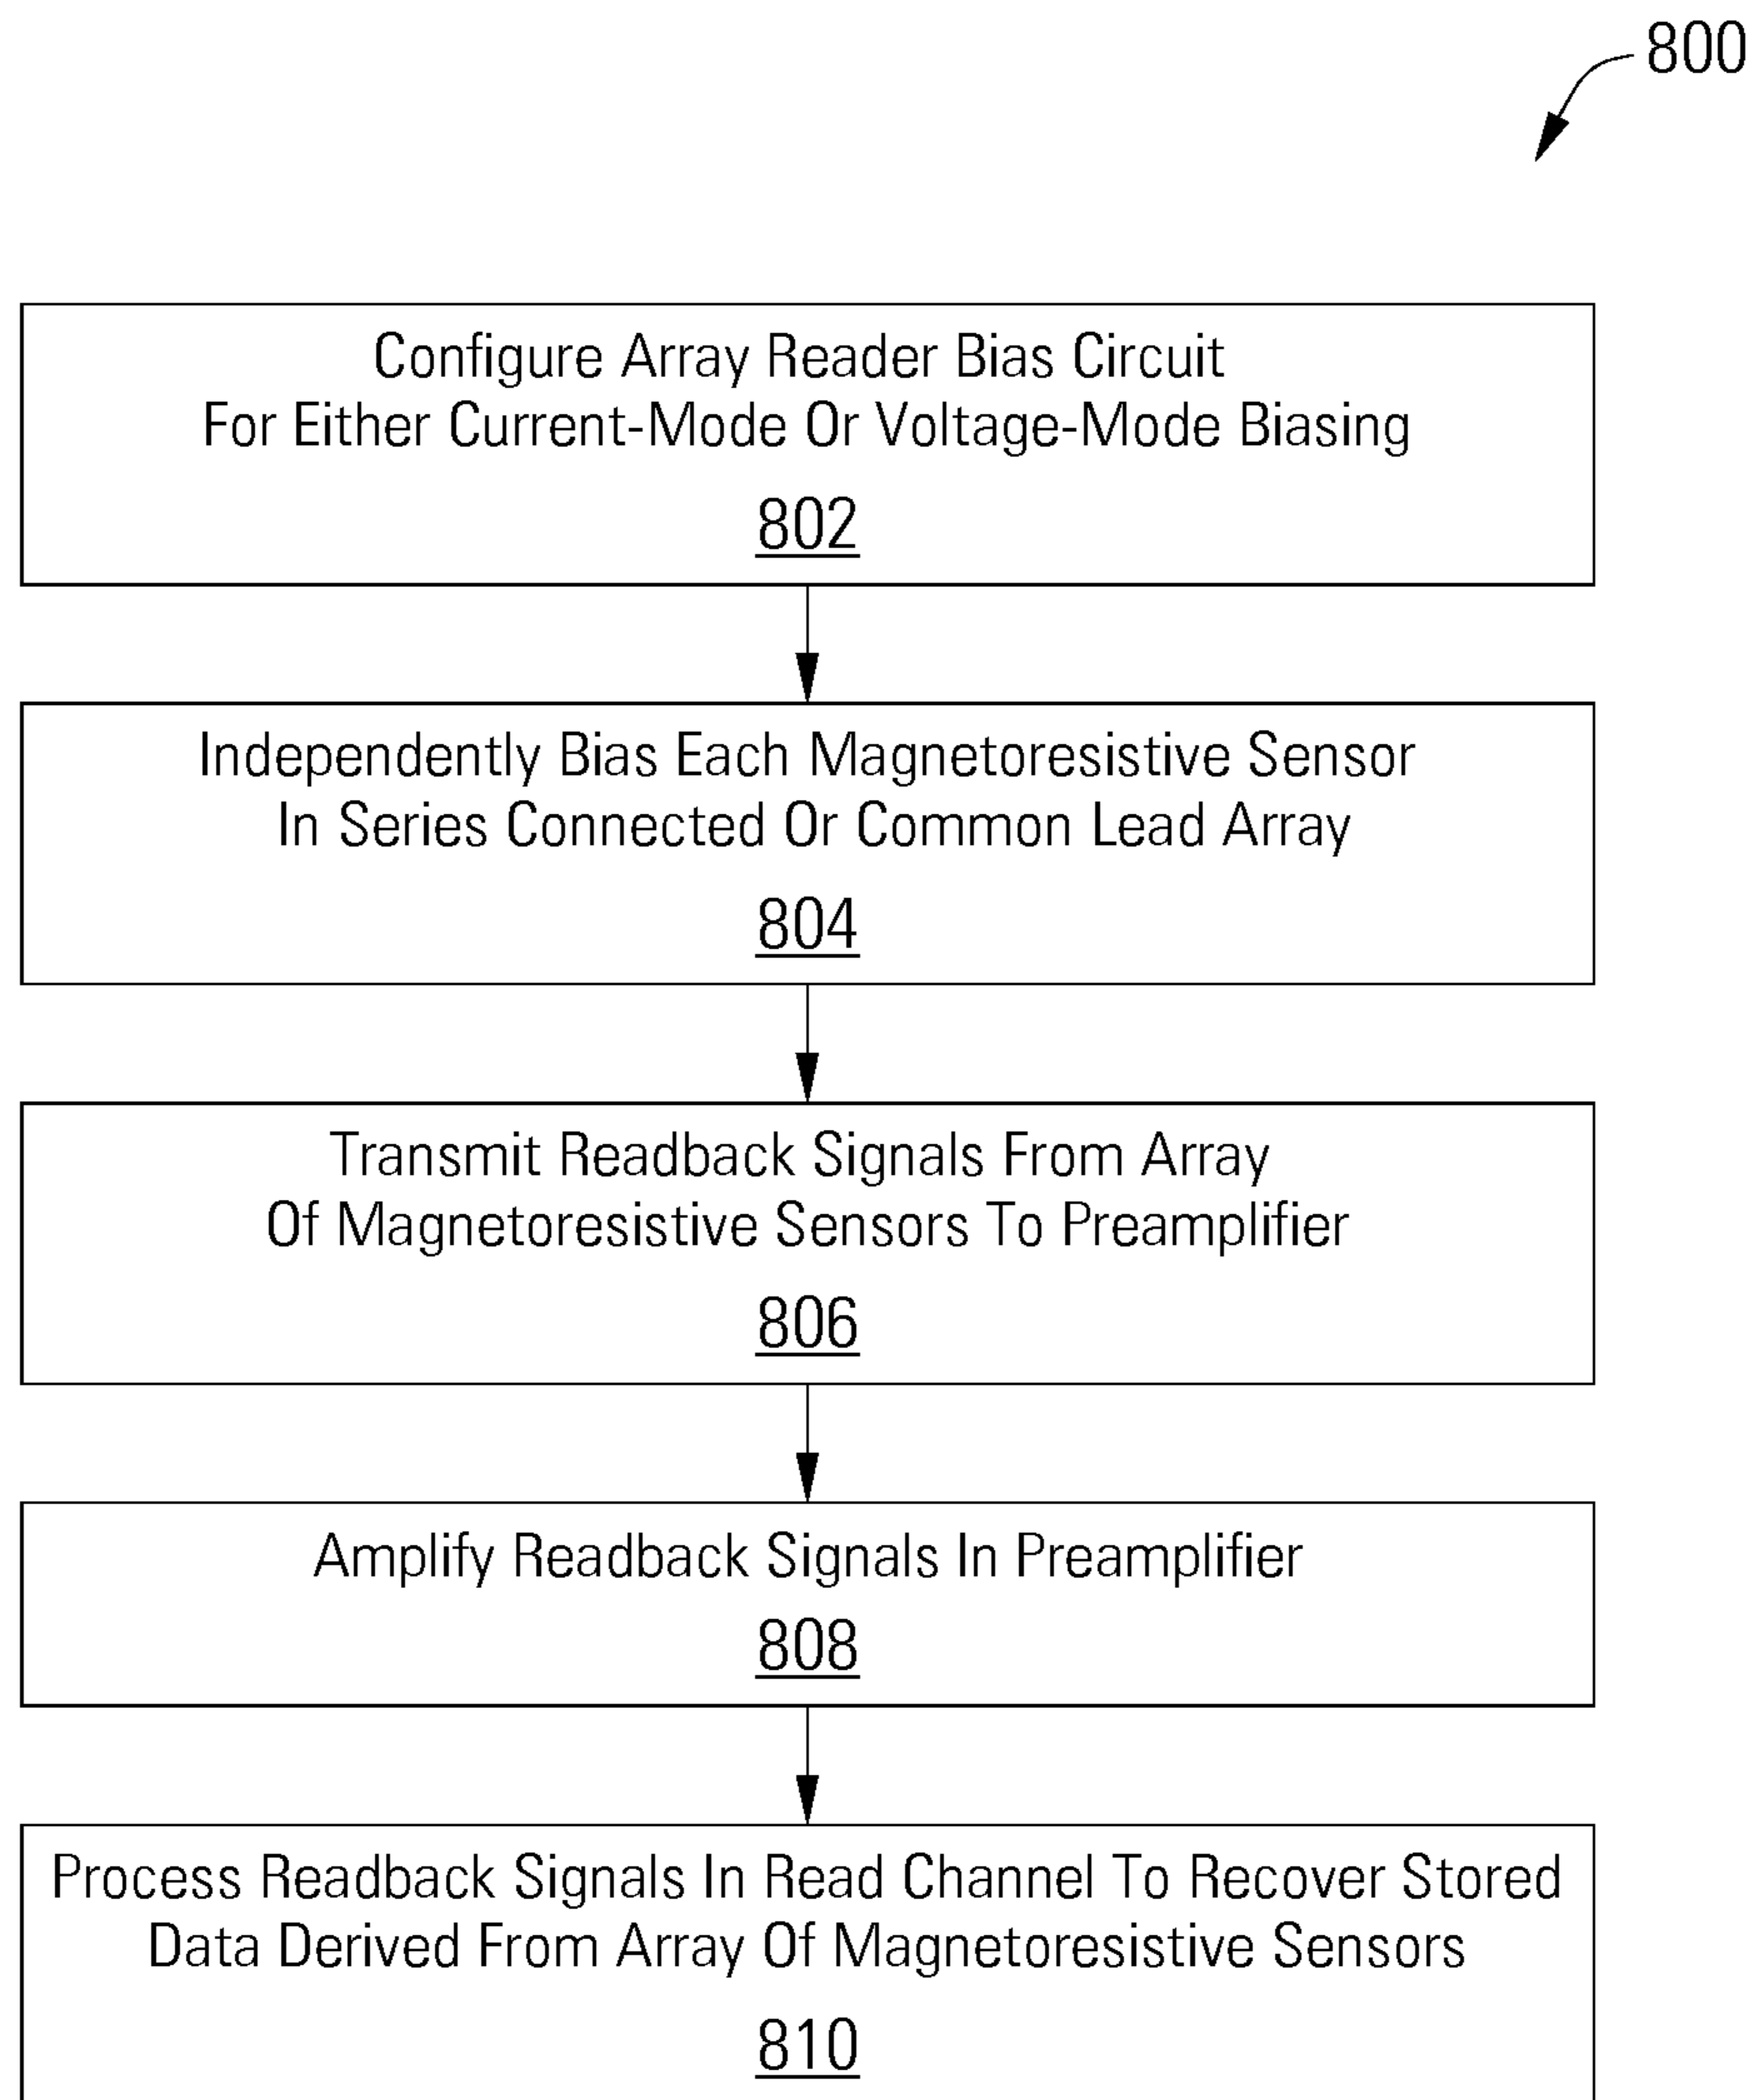 800
Configure Array Reader Bias Circuit
For Either Current-Mode Or Voltage-Mode Biasing
802
Independently Bias Each Magnetoresistive Sensor
In Series Connected Or Common Lead Array
804
Transmit Readback Signals From Array
Of Magnetoresistive Sensors To Preamplifier
806
Amplify Readback Signals In Preamplifier
808
Process Readback Signals In Read Channel To Recover Stored
Data Derived From Array Of Magnetoresistive Sensors
810